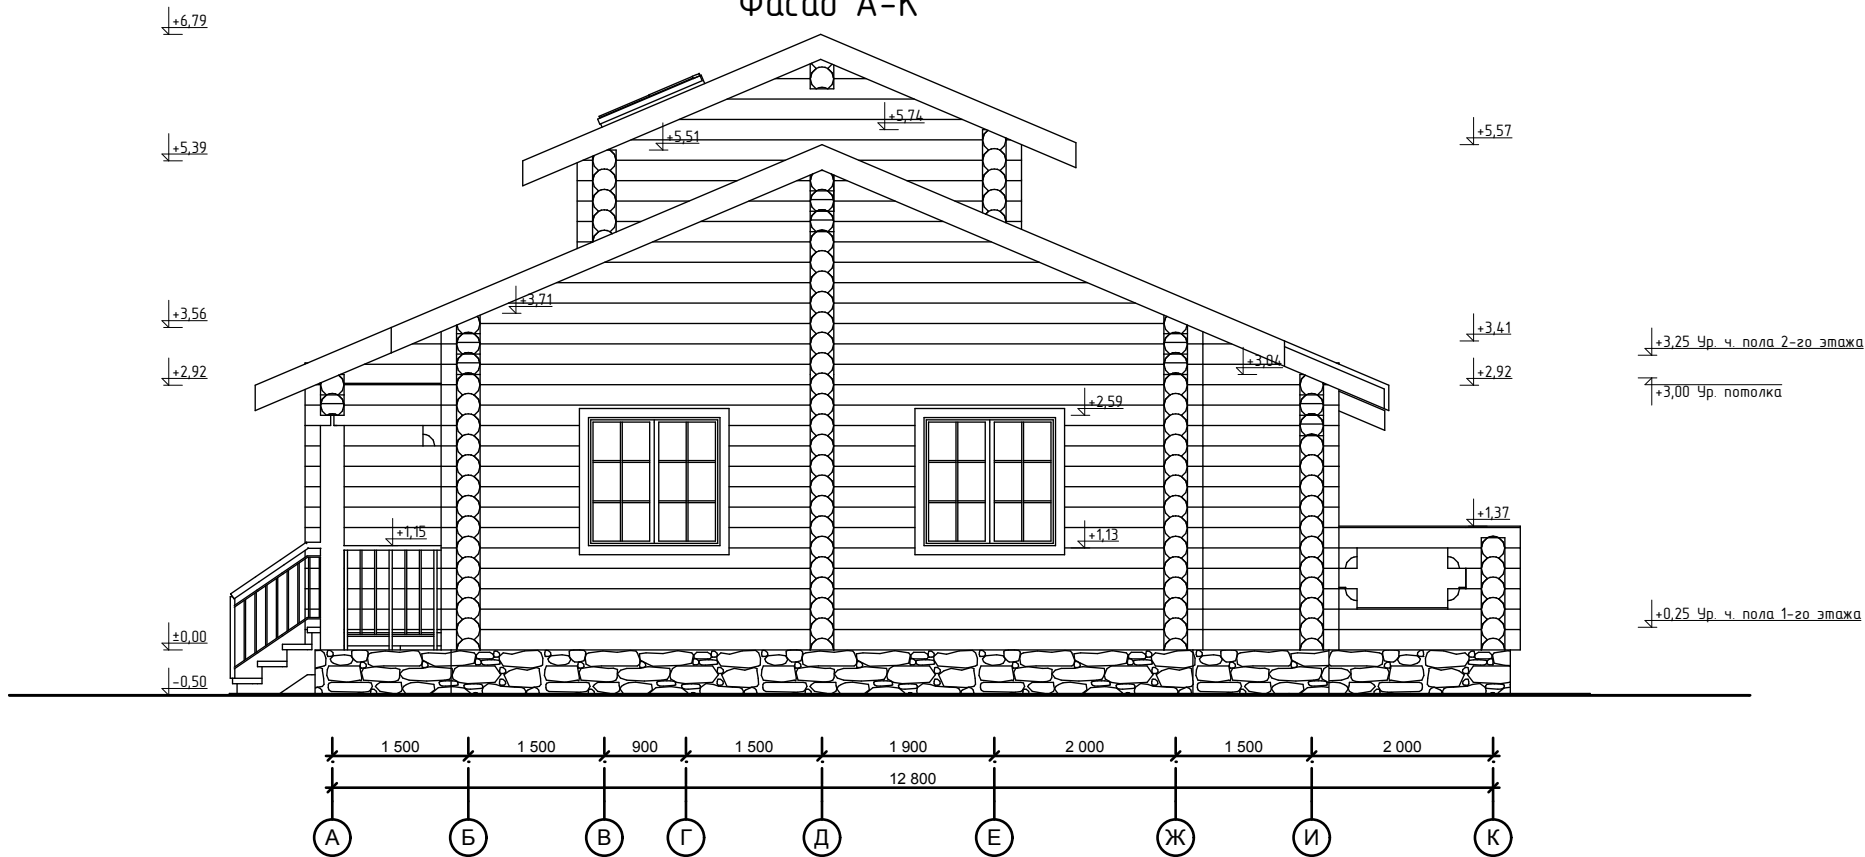 Фасад А-К
+6,79
+5,74
+5,51
+5,39
+5,57
+3,71
+3,56
+3,41
+3,25 Ур. ч. пола 2-го этажа
+3,04
+2,92
+2,92
+3,00 Ур. потолка
+2,59
+1,37
+1,15
+1,13
+0,25 Ур. ч. пола 1-го этажа
±0,00
-0,50
1 500
1 500
900
1 500
1 900
2 000
1 500
2 000
12 800
А
Б
В
Г
Д
Е
Ж
И
К